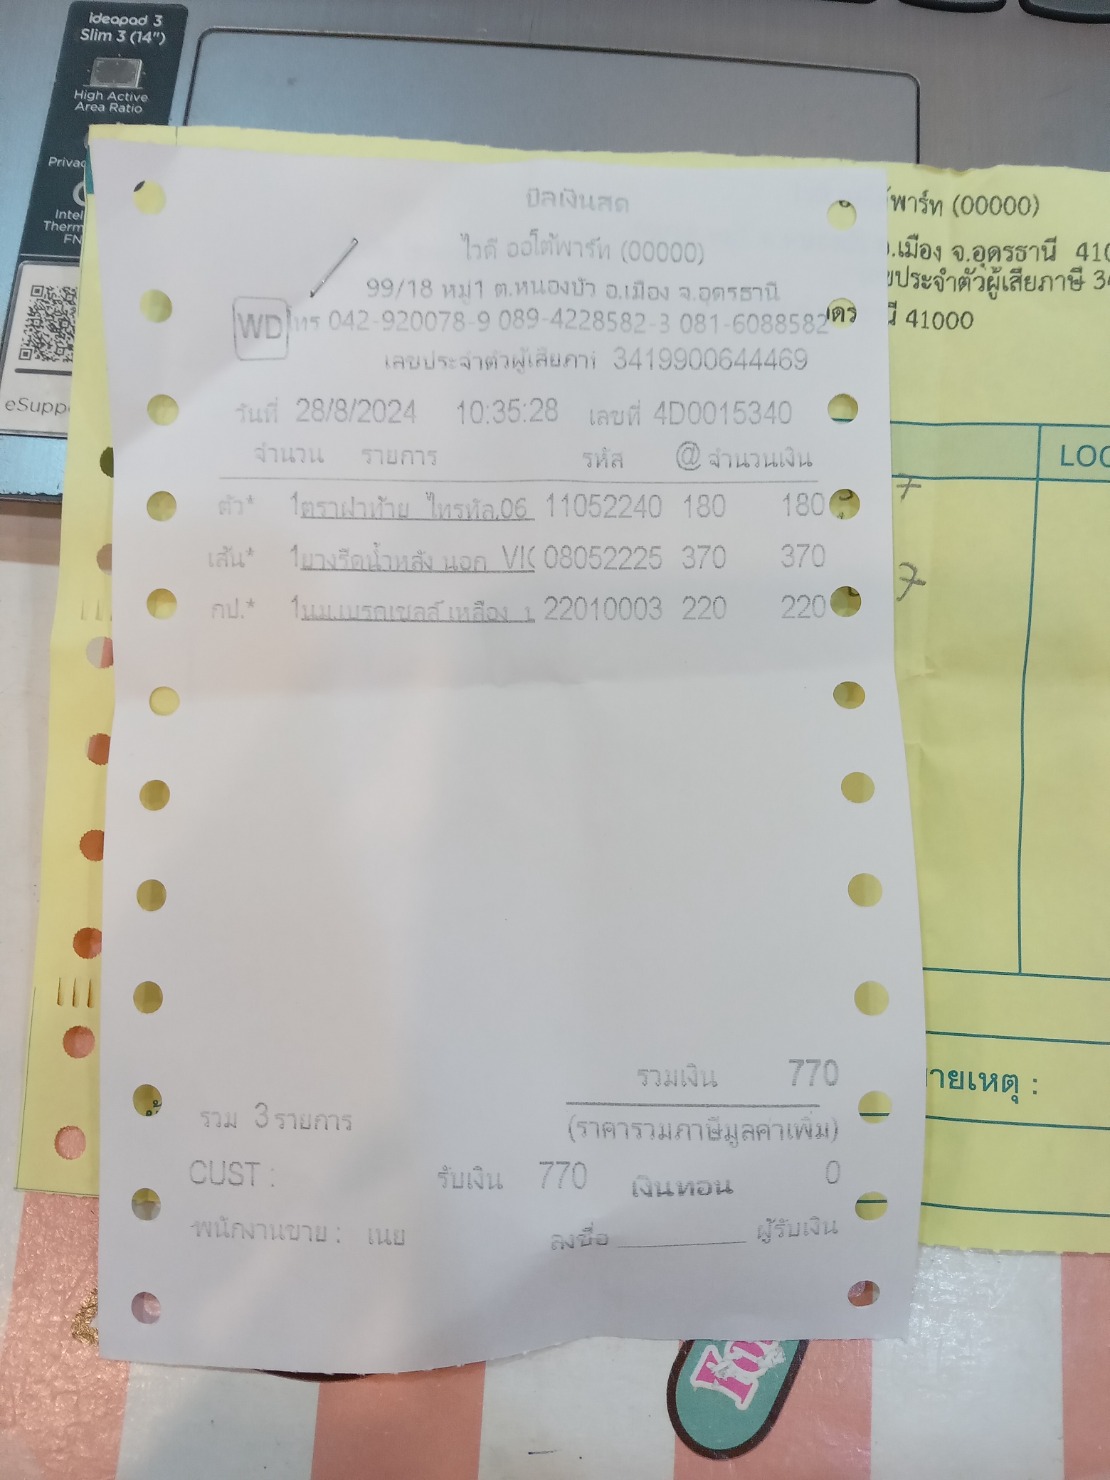 ideapad 3
Slim 3 (14")
High Active
Area Ratio
eSupp
บิลเงินสด
ไวดี ออโต้พาร์ท (00000)
99/18 หมู่1 ต.หนองบัว อ.เมือง จ.อุดรธานี
WD
โทร 042-920078-9 089-4228582-3 081-6088582
เลขประจำตัวผู้เสียภาษี 3419900644469
วันที่ 28/8/2024 10:35:28 เลขที่ 4D0015340
จำนวน รายการ รหัส @ จำนวนเงิน
ตัว* 1 ตราฝาท้าย ไทรทัล,06 11052240 180 180
เส้น* 1 ยางรีดน้ำหลัง นอก VIG 08052225 370 370
กป.* 1 นม.เบรกเชลล์ เหลือง 22010003 220 220
รวมเงิน 770
รวม 3 รายการ (ราคารวมภาษีมูลค่าเพิ่ม)
CUST : รับเงิน 770 เงินทอน 0
พนักงานขาย : เนย ลงชื่อ ผู้รับเงิน
พาร์ท (00000)
อ.เมือง จ.อุดรธานี 410
ประจำตัวผู้เสียภาษี 34
41000
LOC
ายเหตุ :